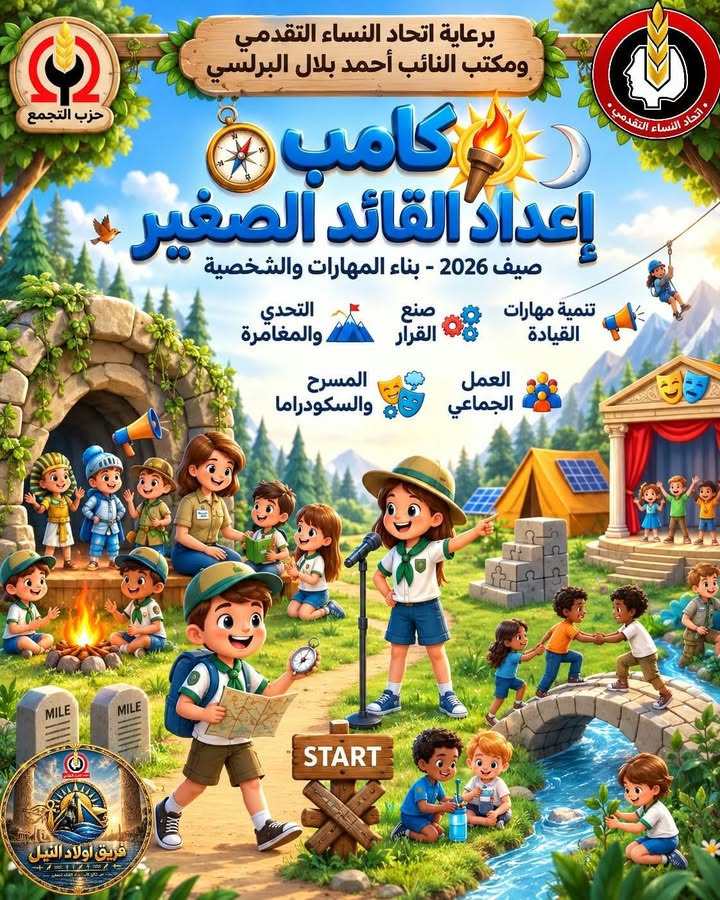 برعاية اتحاد النساء التقدمي
ومكتب النائب أحمد بلال البرلسي
حزب التجمع
اتحاد النساء التقدمي
كامب
إعداد القائد الصغير
صيف 2026 - بناء المهارات والشخصية
تنمية مهارات
القيادة
صنع
القرار
التحدي
والمغامرة
العمل
الجماعي
المسرح
والسكودراما
MILE
MILE
START
فريق اولاد النيل